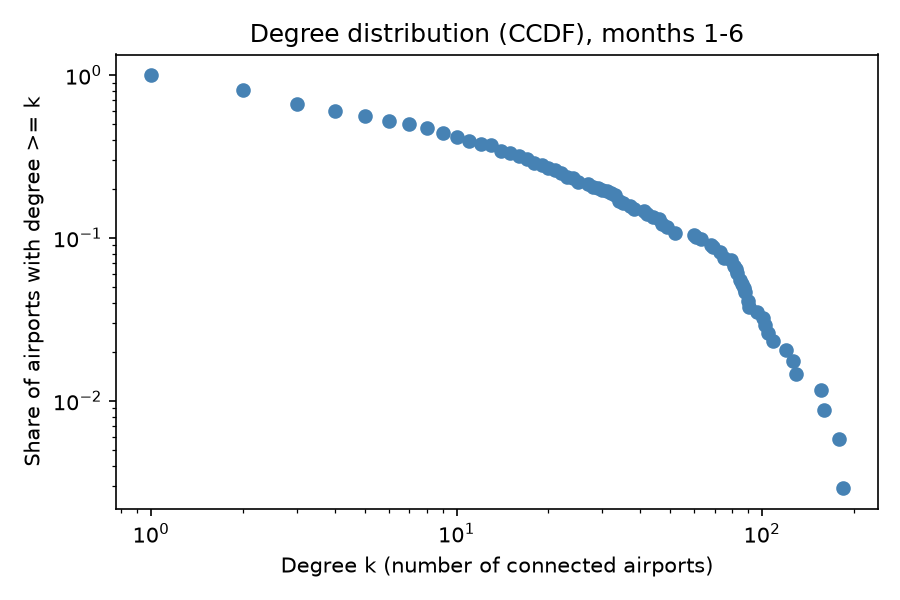 Degree distribution (CCDF), months 1-6
Share of airports with degree >= k
10⁰
10⁻¹
10⁻²
10⁰
10¹
10²
Degree k (number of connected airports)